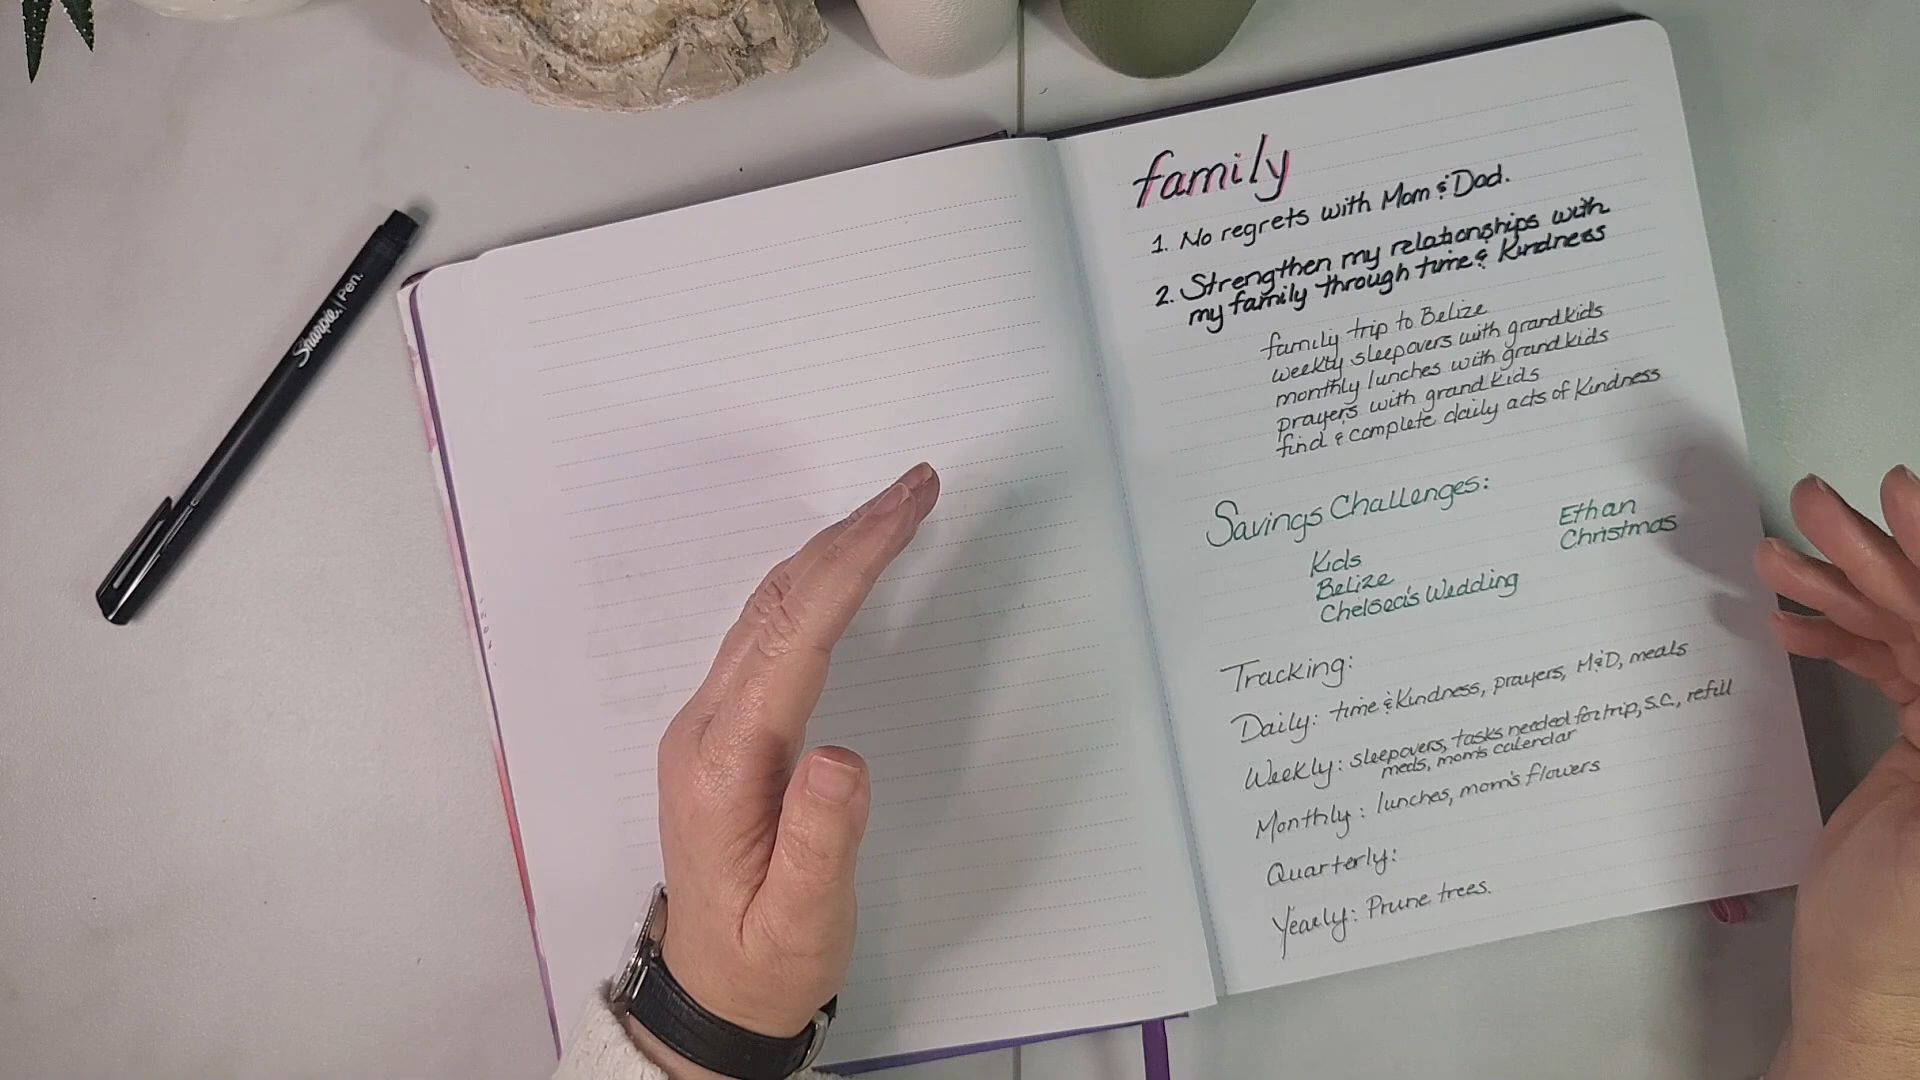 Sharpie. Pen.
family
1. No regrets with Mom & Dad.
2. Strengthen my relationships with
my family through time & Kindness
family trip to Belize
weekly sleepovers with grandkids
monthly lunches with grandkids
prayers with grandkids
find & complete daily acts of Kindness
Savings Challenges:
Kids
Belize
Chelsea's Wedding
Ethan
Christmas
Tracking:
Daily: time & Kindness, prayers, M&D, meals
Weekly: sleepovers, tasks needed for trip, S.C., refill
meds, mom's calendar
Monthly: lunches, mom's flowers
Quarterly:
Yearly: Prune trees.